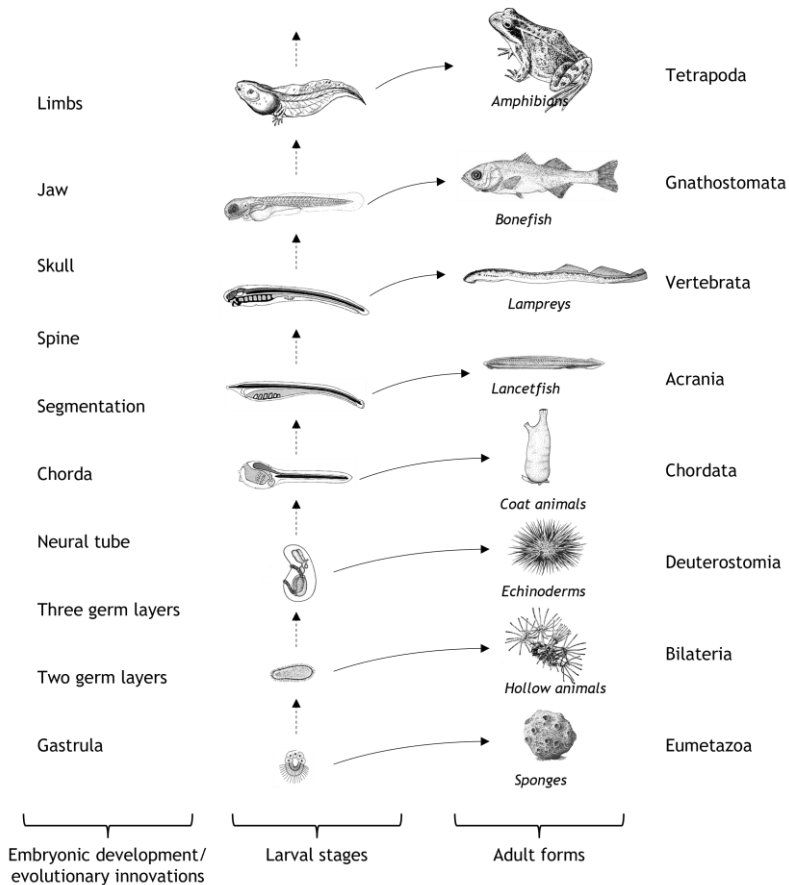 Amphibians
Tetrapoda
Limbs
Jaw
Gnathostomata
Bonefish
Skull
Vertebrata
Lampreys
Spine
Acrania
Lancetfish
Segmentation
Chorda
Chordata
Coat animals
Neural tube
Deuterostomia
Echinoderms
Three germ layers
Bilateria
Two germ layers
Hollow animals
Gastrula
Eumetazoa
Sponges
Embryonic development/
evolutionary innovations
Larval stages
Adult forms